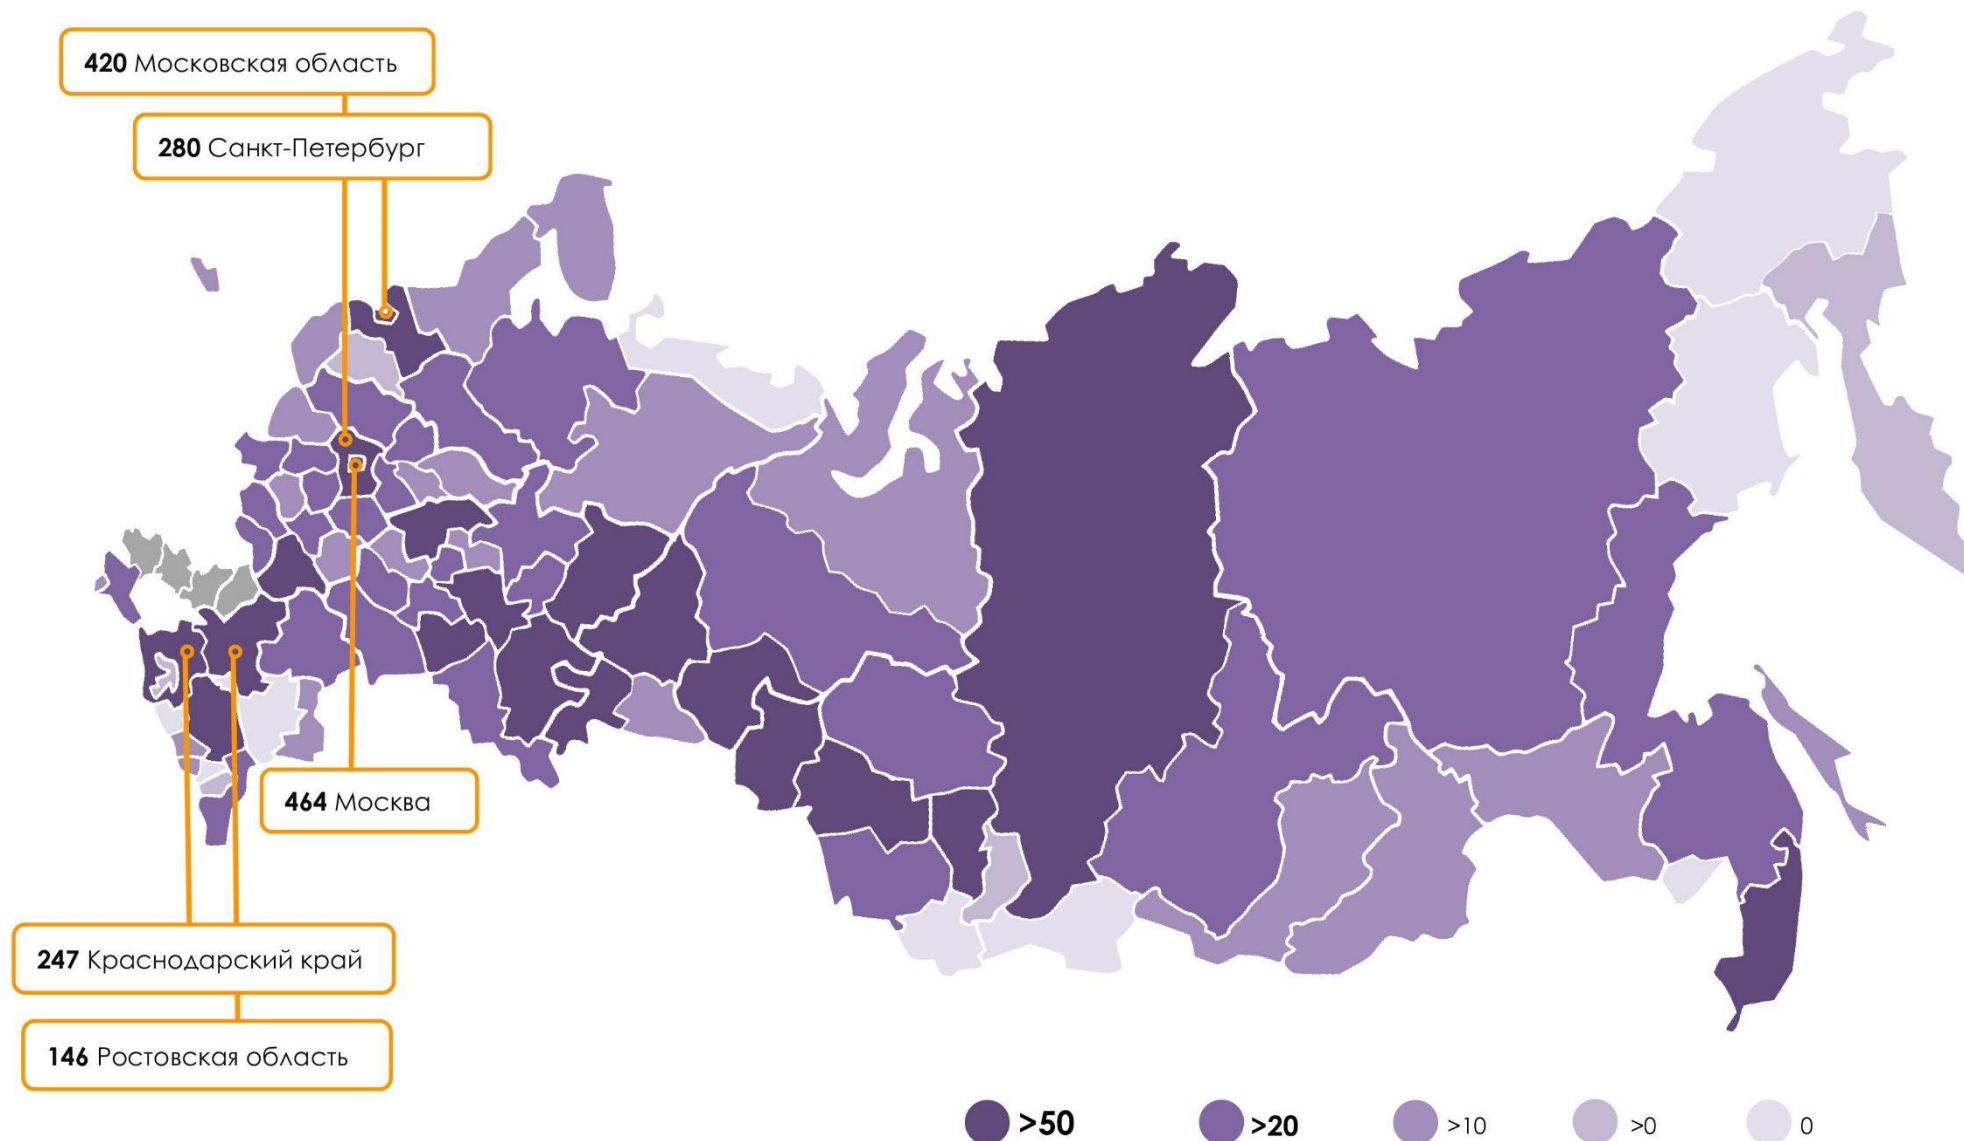 420 Московская область
280 Санкт-Петербург
464 Москва
247 Краснодарский край
146 Ростовская область
>50
>20
>10
>0
0